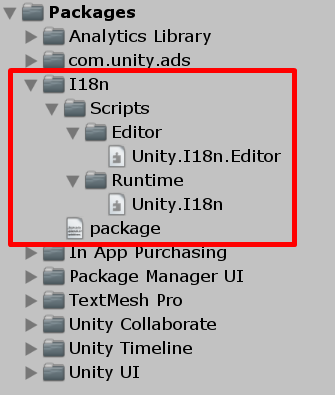 Packages
Analytics Library
com.unity.ads
I18n
Scripts
Editor
Unity.I18n.Editor
Runtime
Unity.I18n
package
In App Purchasing
Package Manager UI
TextMesh Pro
Unity Collaborate
Unity Timeline
Unity UI